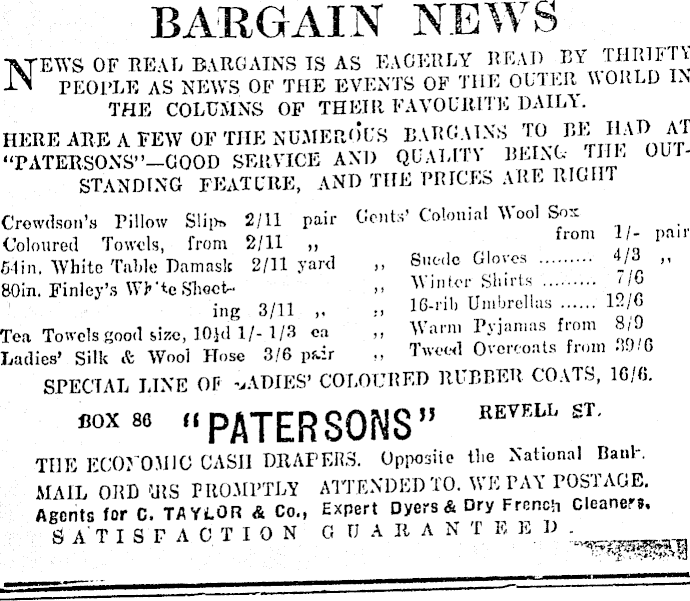 BARGAIN NEWS
NEWS OF REAL BARGAINS IS AS EAGERLY READ BY THRIFTY
PEOPLE AS NEWS OF THE EVENTS OF THE OUTER WORLD IN
THE COLUMNS OF THEIR FAVOURITE DAILY.
HERE ARE A FEW OF THE NUMEROUS BARGAINS TO BE HAD AT
"PATERSONS"—GOOD SERVICE AND QUALITY BEING THE OUT-
STANDING FEATURE, AND THE PRICES ARE RIGHT
Crewdson's Pillow Slips 2/11 pair
Coloured Towels, from 2/11 ,,
54in. White Table Damask 2/11 yard
80in. Finley's White Sheet-
ing 3/11 ,,
Tea Towels good size, 10½d 1/- 1/3 ea
Ladies' Silk & Wool Hose 3/6 pair
Gents' Colonial Wool Sox
from 1/- pair
,, Suede Gloves ......... 4/3 ,,
,, Winter Shirts ......... 7/6
,, 16-rib Umbrellas ...... 12/6
,, Warm Pyjamas from 8/9
,, Tweed Overcoats from 39/6
SPECIAL LINE OF LADIES' COLOURED RUBBER COATS, 16/6.
BOX 86 "PATERSONS" REVELL ST.
THE ECONOMIC CASH DRAPERS. Opposite the National Bank.
MAIL ORDERS PROMPTLY ATTENDED TO. WE PAY POSTAGE.
Agents for C. TAYLOR & Co., Expert Dyers & Dry French Cleaners.
SATISFACTION GUARANTEED.